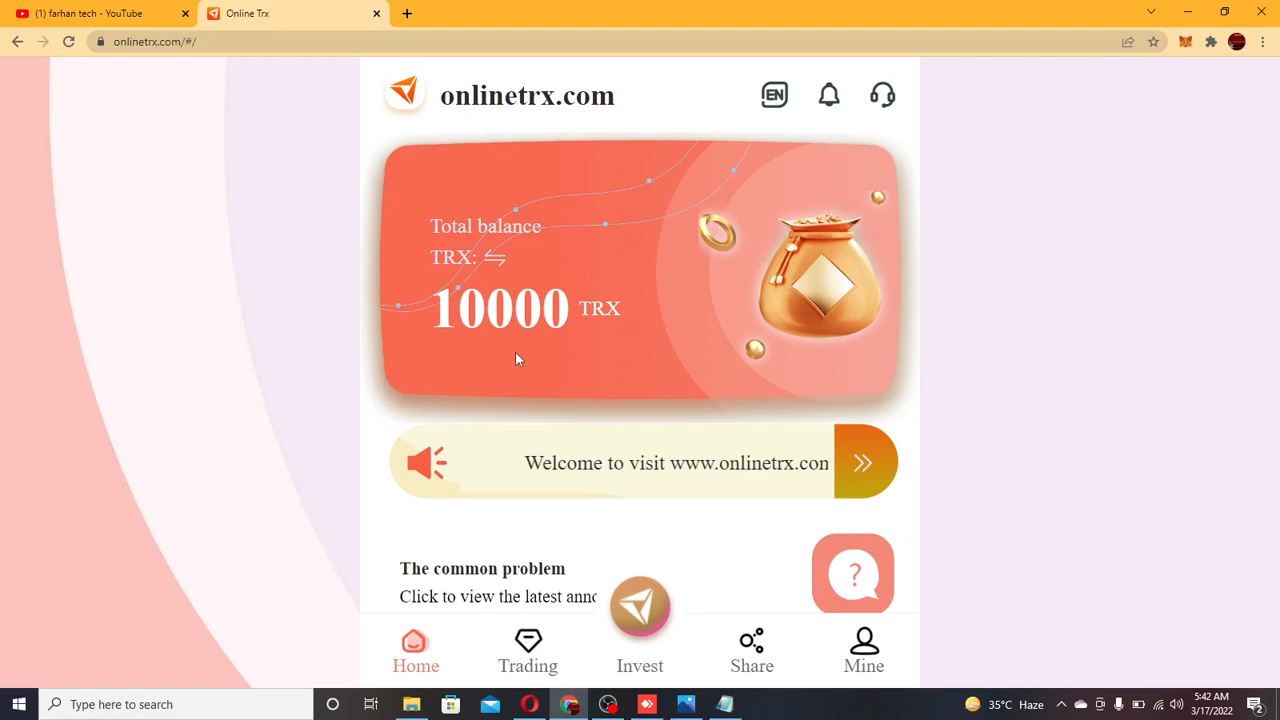 (1) farhan tech - YouTube
Online Trx
onlinetrx.com/#/
onlinetrx.com
EN
Total balance
TRX:
10000 TRX
Welcome to visit www.onlinetrx.con
The common problem
Click to view the latest anno
?
Home
Trading
Invest
Share
Mine
Type here to search
35°C Haze
5:42 AM
3/17/2022
2